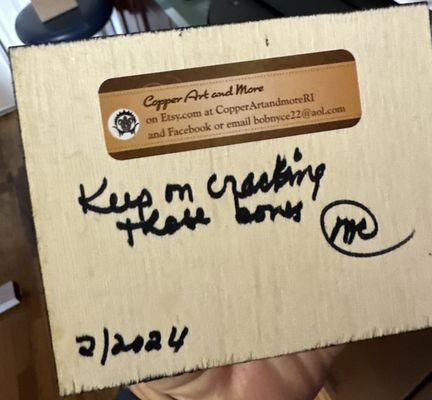 Copper Art and More
on Etsy.com at CopperArtandmoreRI
and Facebook or email bobnyce22@aol.com
Keep on cracking
those bones
2/2024